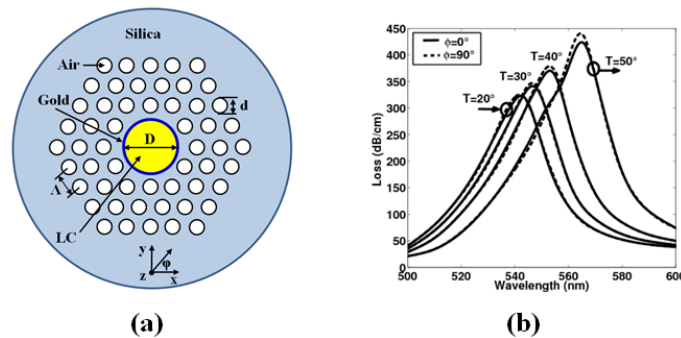 Silica
Air
Gold
d
D
Λ
LC
y
φ
z
x
(a)
450
400
350
300
250
200
150
100
50
0
Loss (dB/cm)
ϕ=0°
ϕ=90°
T=20°
T=30°
T=40°
T=50°
500
520
540
560
580
600
Wavelength (nm)
(b)